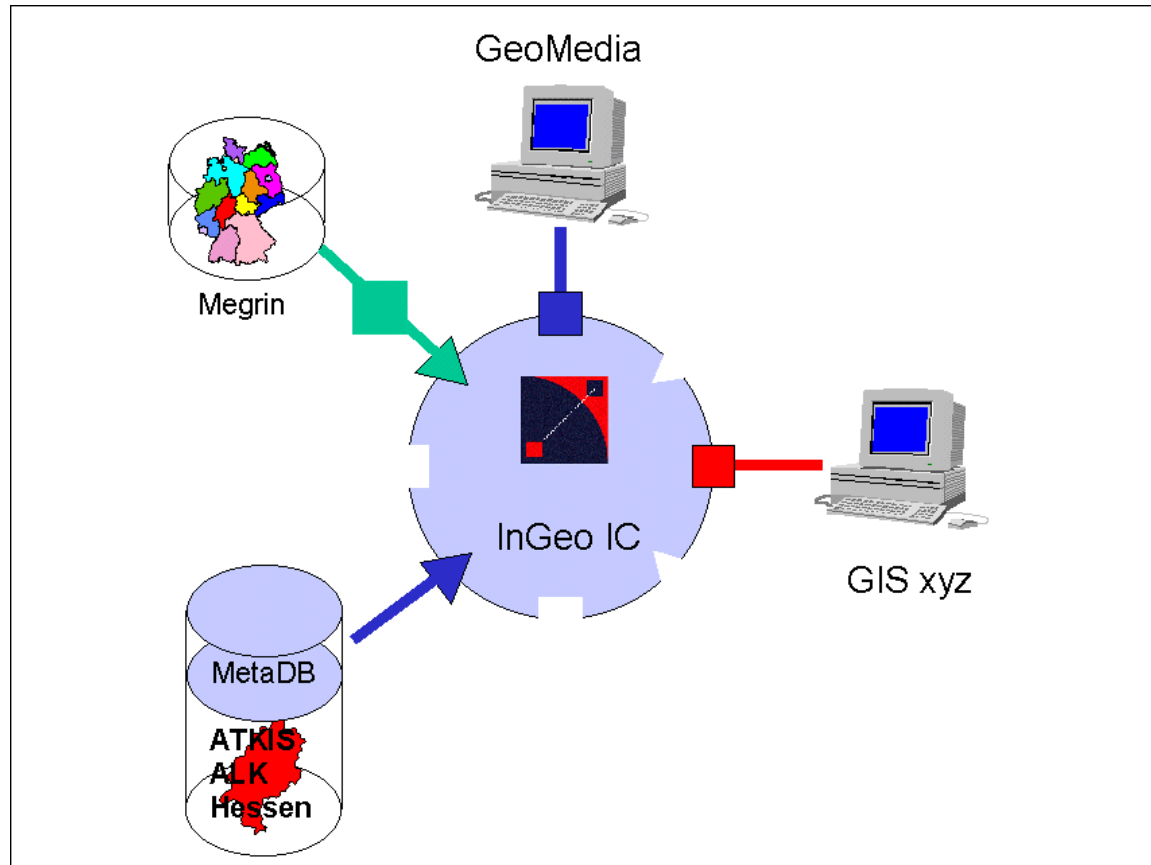 GeoMedia
Megrin
InGeo IC
GIS xyz
MetaDB
ATKIS
ALK
Hessen